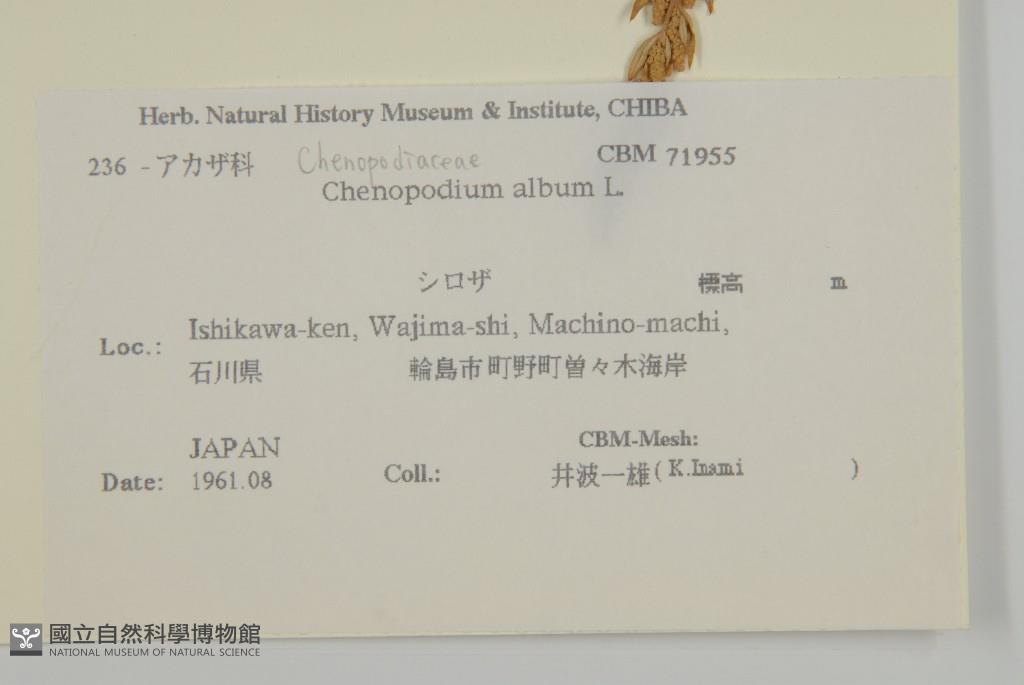 Herb. Natural History Museum & Institute, CHIBA
236 - アカザ科 Chenopodiaceae CBM 71955
Chenopodium album L.
シロザ 標高 m
Loc.: Ishikawa-ken, Wajima-shi, Machino-machi,
石川県 輪島市町野町曽々木海岸
JAPAN CBM-Mesh:
Date: 1961.08 Coll.: 井波一雄( K.Inami )
國立自然科學博物館
NATIONAL MUSEUM OF NATURAL SCIENCE